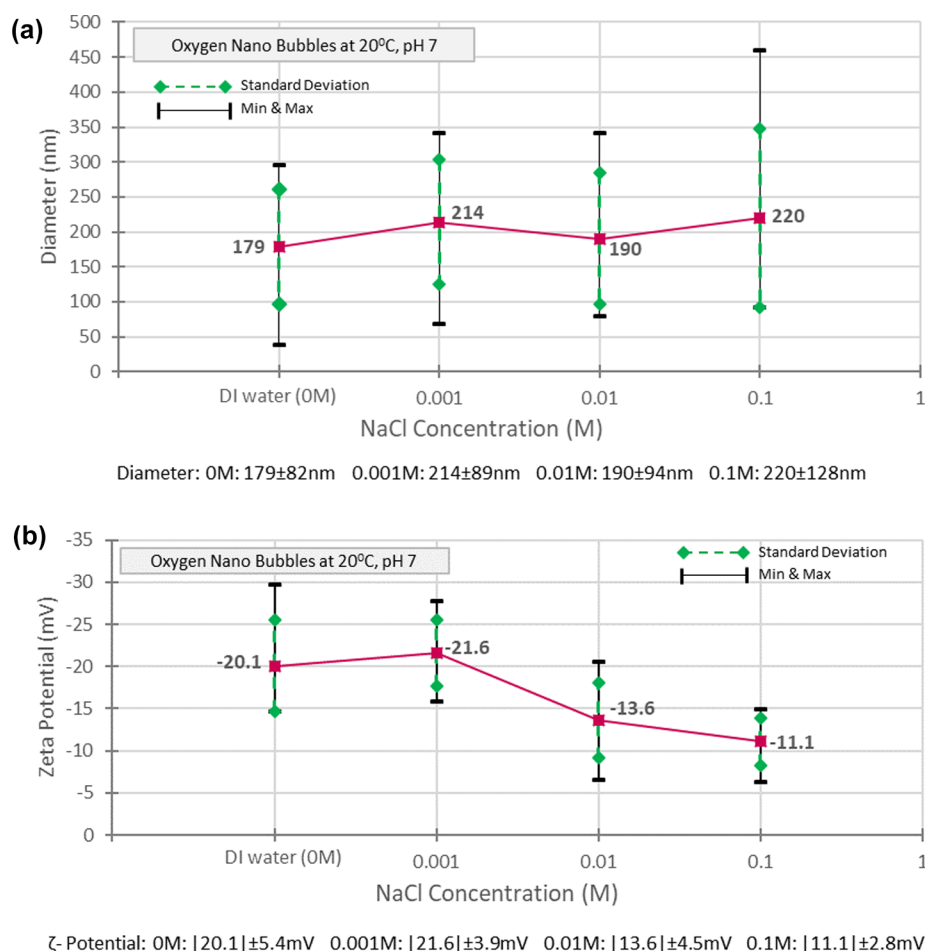 (a)
Oxygen Nano Bubbles at 20⁰C, pH 7
Standard Deviation
Min & Max
Diameter (nm)
500
450
400
350
300
250
200
150
100
50
0
179
214
190
220
DI water (0M)
0.001
0.01
0.1
1
NaCl Concentration (M)
Diameter: 0M: 179±82nm 0.001M: 214±89nm 0.01M: 190±94nm 0.1M: 220±128nm
(b)
Oxygen Nano Bubbles at 20⁰C, pH 7
Standard Deviation
Min & Max
Zeta Potential (mV)
-35
-30
-25
-20
-15
-10
-5
0
-20.1
-21.6
-13.6
-11.1
DI water (0M)
0.001
0.01
0.1
1
NaCl Concentration (M)
ζ- Potential: 0M: |20.1|±5.4mV 0.001M: |21.6|±3.9mV 0.01M: |13.6|±4.5mV 0.1M: |11.1|±2.8mV